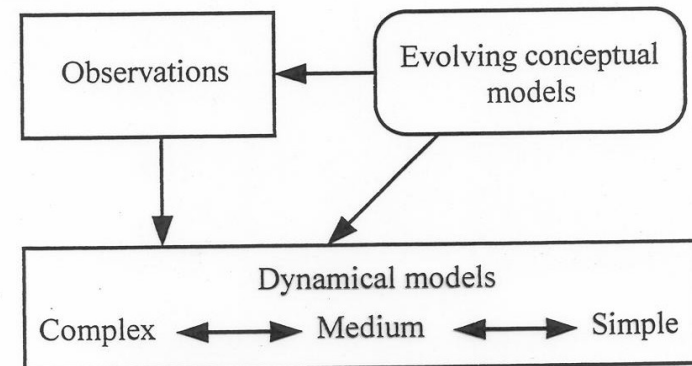 Observations
Evolving conceptual
models
Dynamical models
Complex Medium Simple